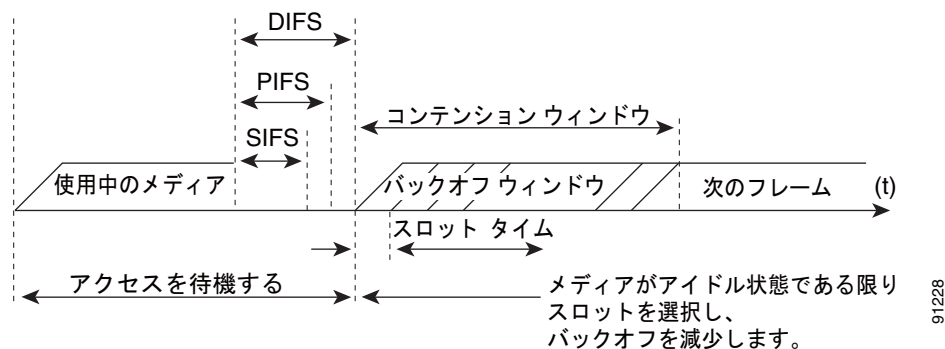 DIFS
PIFS
SIFS
コンテンション ウィンドウ
使用中のメディア
バックオフ ウィンドウ
次のフレーム
(t)
スロット タイム
アクセスを待機する
メディアがアイドル状態である限り
スロットを選択し、
バックオフを減少します。
91228